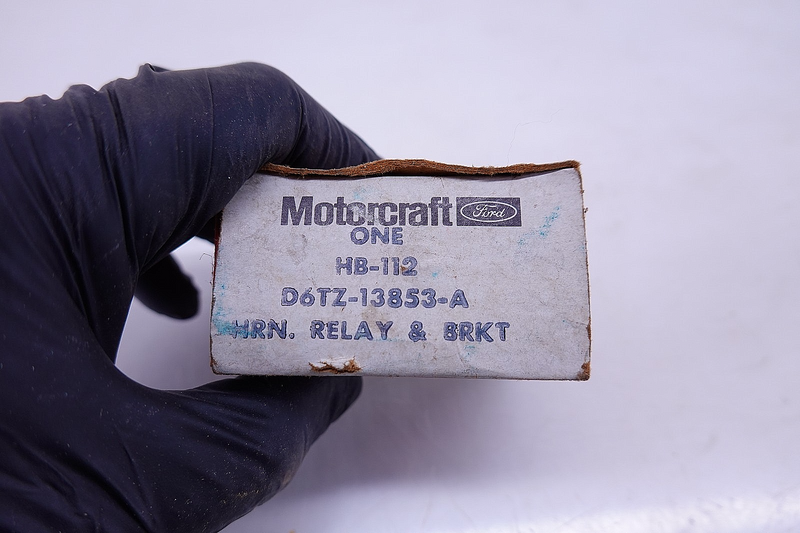 Motorcraft Ford
ONE
HB-112
D6TZ-13853-A
HRN. RELAY & BRKT